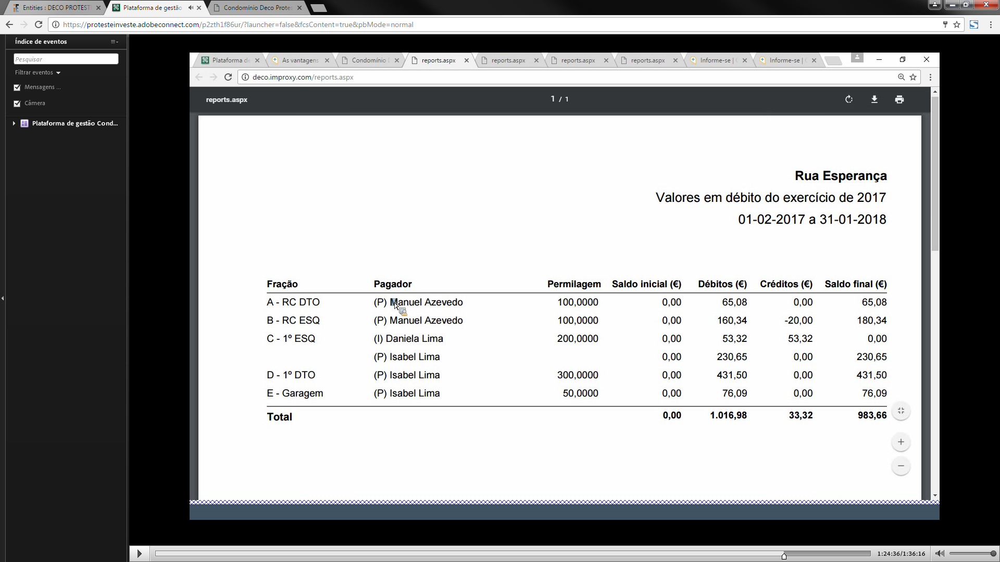 Entities : DECO PROTEST
Plataforma de gestão
Condomínio Deco Prote
https://protesteinveste.adobeconnect.com/p2zth1f86ur/?launcher=false&fcsContent=true&pbMode=normal
Índice de eventos
Pesquisar
Filtrar eventos
Mensagens ...
Câmera
Plataforma de gestão Cond...
Plataforma de
As vantagens
Condomínio
reports.aspx
reports.aspx
reports.aspx
reports.aspx
Informe-se |
Informe-se |
deco.improxy.com/reports.aspx
reports.aspx
1 / 1
Rua Esperança
Valores em débito do exercício de 2017
01-02-2017 a 31-01-2018
Fração Pagador Permilagem Saldo inicial (€) Débitos (€) Créditos (€) Saldo final (€)
A - RC DTO (P) Manuel Azevedo 100,0000 0,00 65,08 0,00 65,08
B - RC ESQ (P) Manuel Azevedo 100,0000 0,00 160,34 -20,00 180,34
C - 1º ESQ (I) Daniela Lima 200,0000 0,00 53,32 53,32 0,00
(P) Isabel Lima 0,00 230,65 0,00 230,65
D - 1º DTO (P) Isabel Lima 300,0000 0,00 431,50 0,00 431,50
E - Garagem (P) Isabel Lima 50,0000 0,00 76,09 0,00 76,09
Total 0,00 1.016,98 33,32 983,66
1:24:36/1:36:16